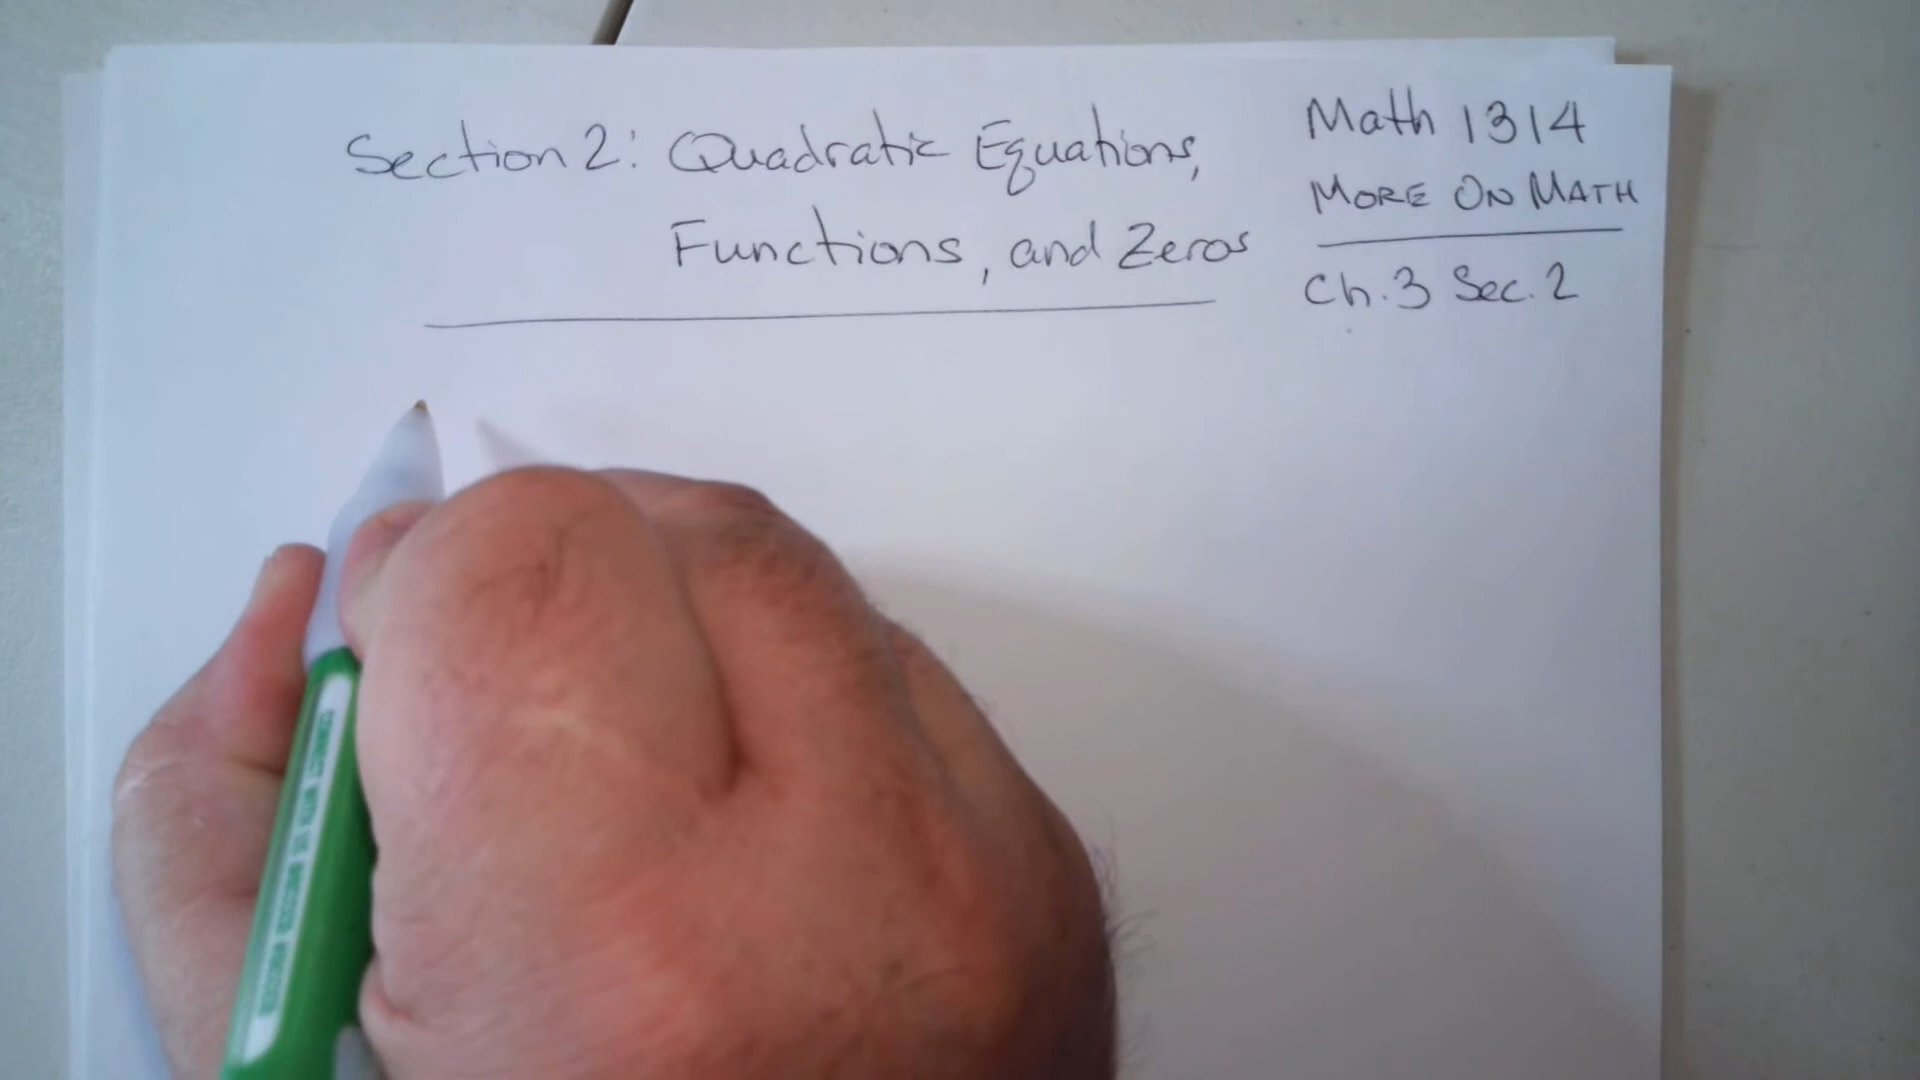 Section 2: Quadratic Equations,
Functions, and Zeros
Math 1314
MORE ON MATH
Ch. 3 Sec. 2